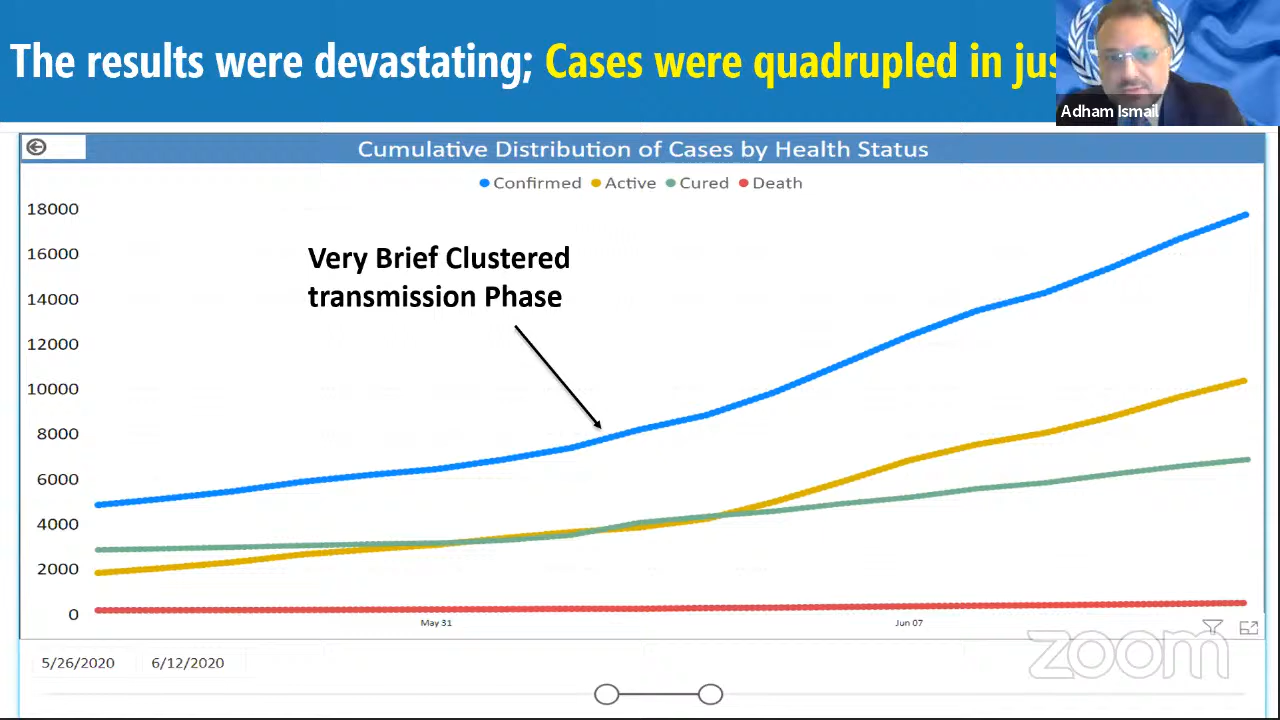 The results were devastating; Cases were quadrupled in jus
Adham Ismail
Cumulative Distribution of Cases by Health Status
Confirmed Active Cured Death
18000
16000
14000
12000
10000
8000
6000
4000
2000
0
Very Brief Clustered
transmission Phase
May 31 Jun 07
zoom
5/26/2020 6/12/2020